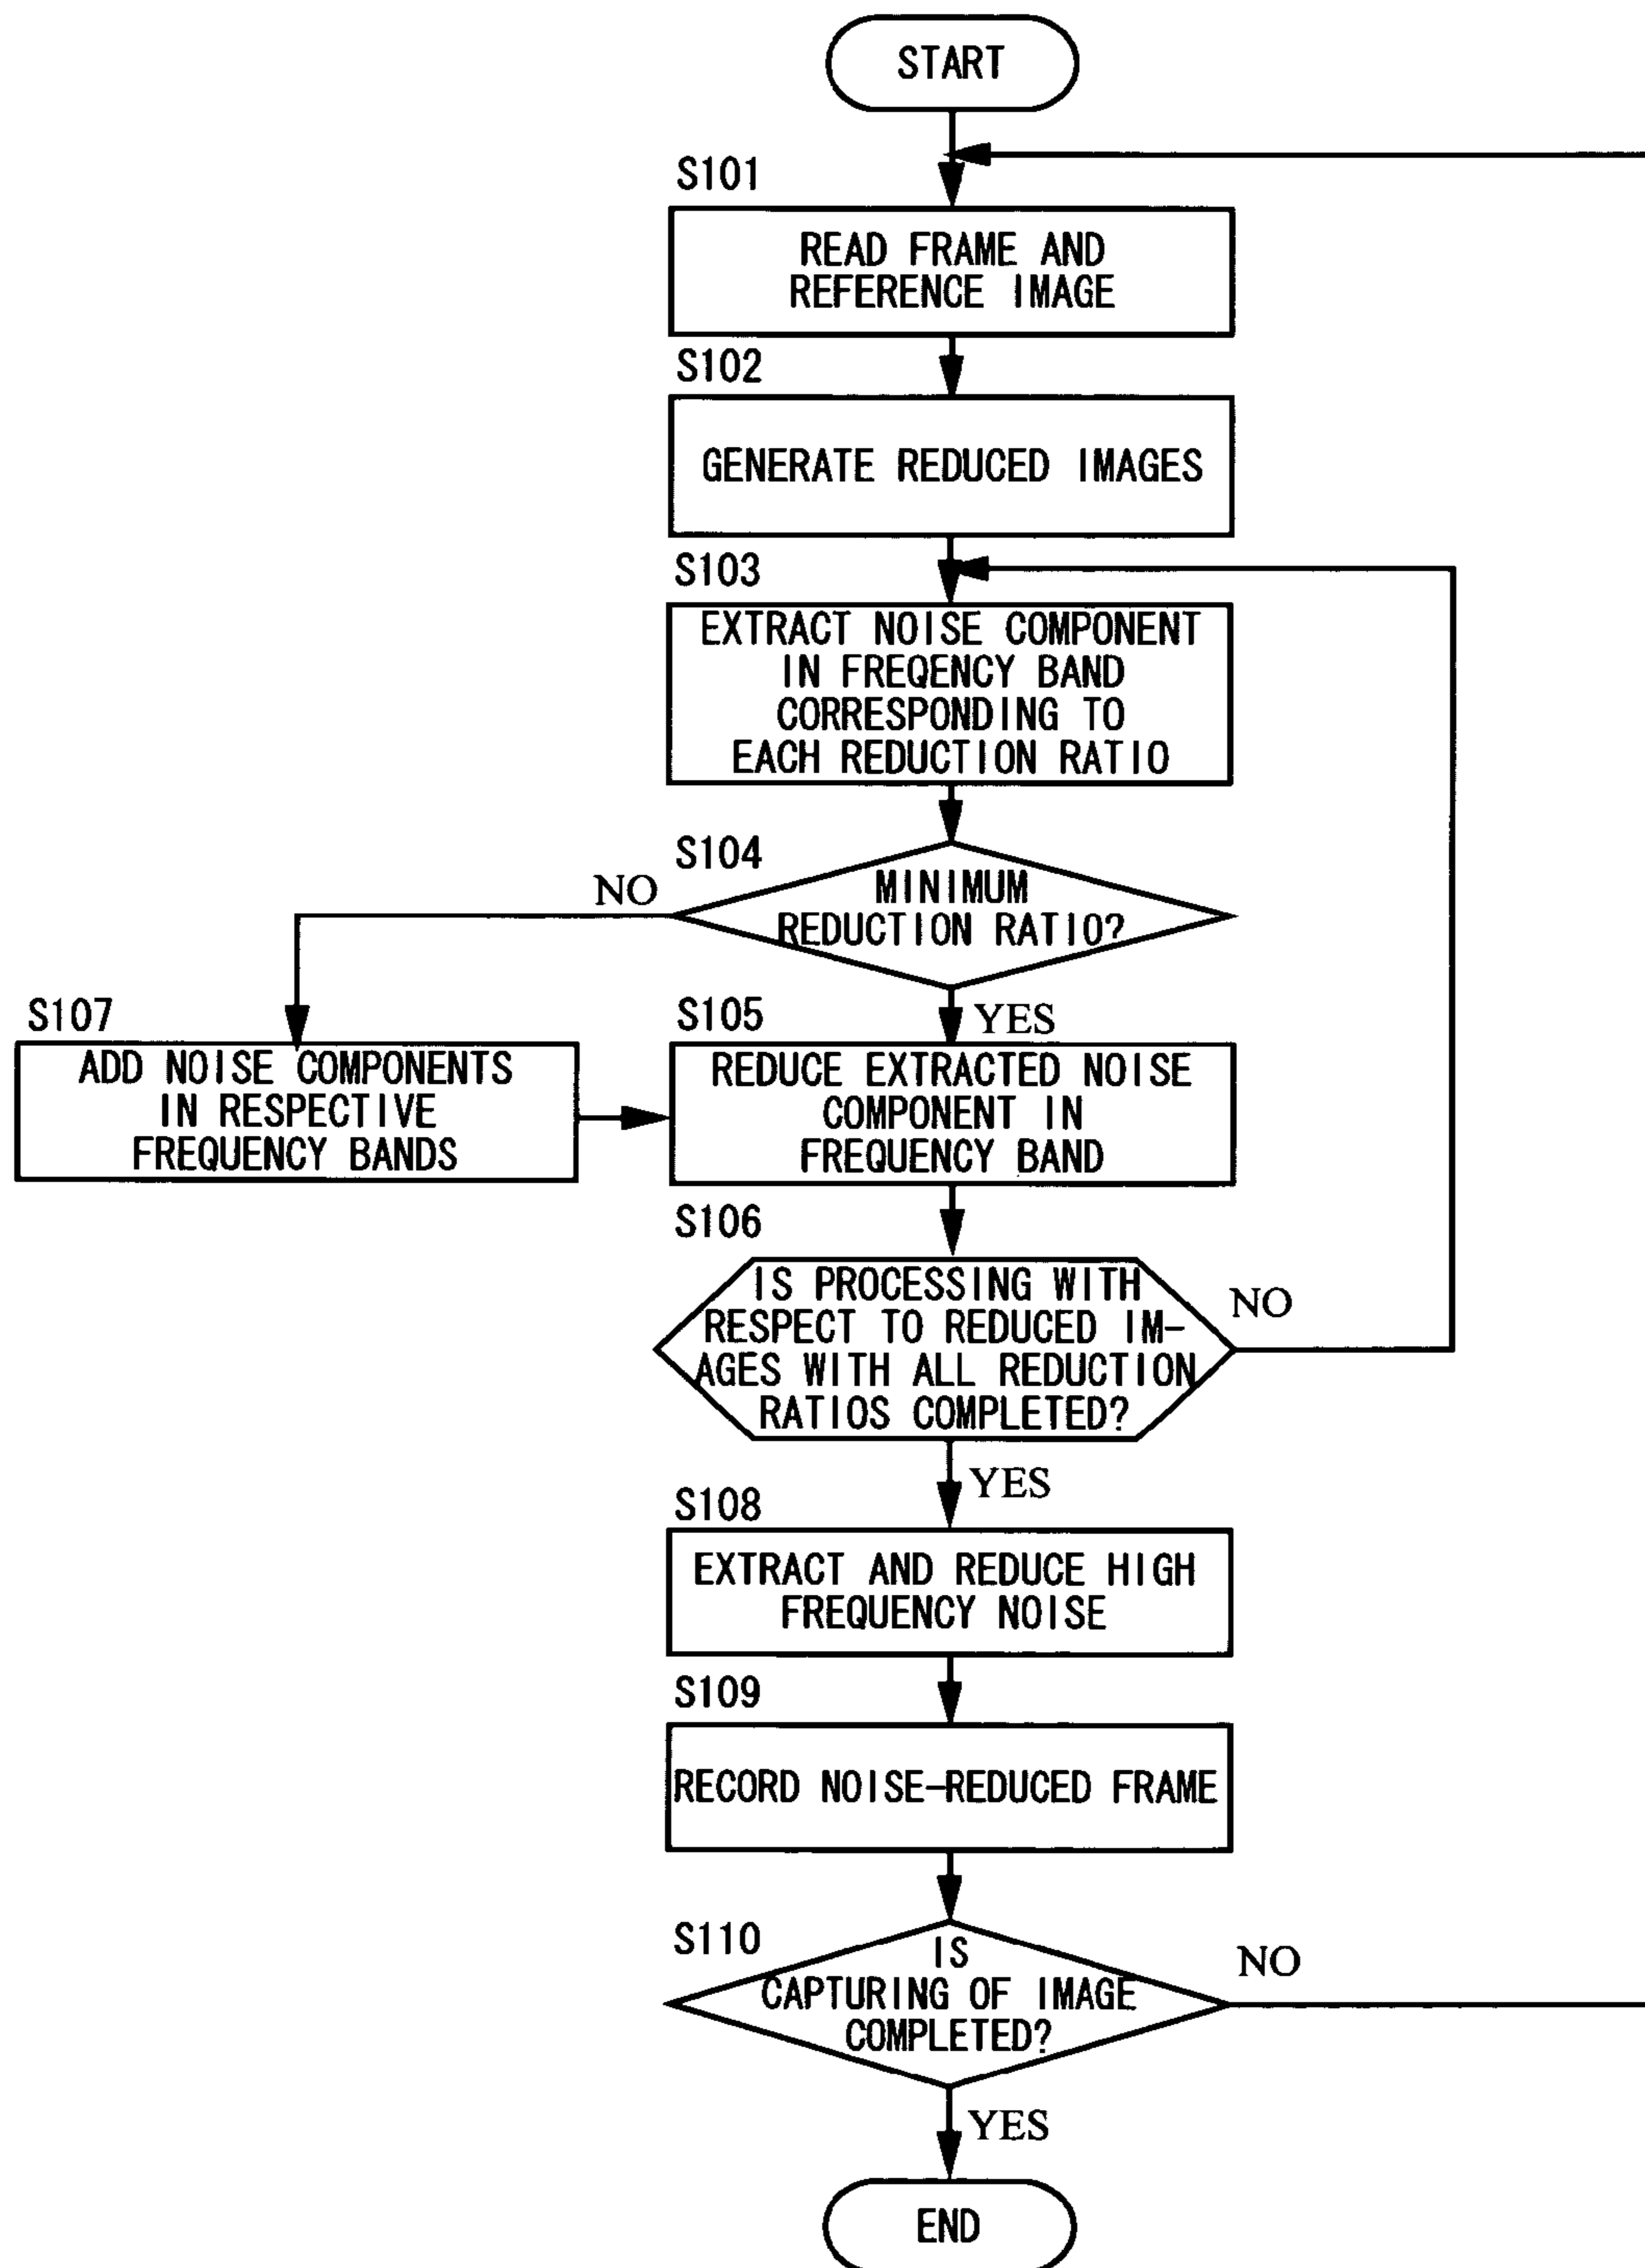 START
S101
READ FRAME AND
REFERENCE IMAGE
S102
GENERATE REDUCED IMAGES
S103
EXTRACT NOISE COMPONENT
IN FREQENCY BAND
CORRESPONDING TO
EACH REDUCTION RATIO
S104
NO
MINIMUM
REDUCTION RATIO?
YES
S107
ADD NOISE COMPONENTS
IN RESPECTIVE
FREQUENCY BANDS
S105
REDUCE EXTRACTED NOISE
COMPONENT IN
FREQUENCY BAND
S106
IS PROCESSING WITH
RESPECT TO REDUCED IM-
AGES WITH ALL REDUCTION
RATIOS COMPLETED?
NO
YES
S108
EXTRACT AND REDUCE HIGH
FREQUENCY NOISE
S109
RECORD NOISE-REDUCED FRAME
S110
IS
CAPTURING OF IMAGE
COMPLETED?
NO
YES
END